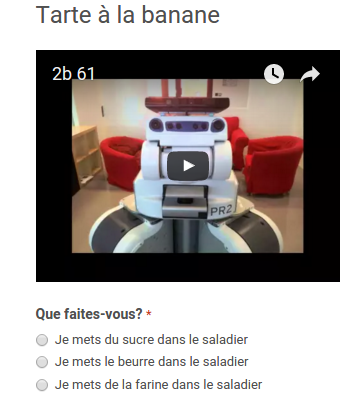 Tarte à la banane
2b 61
PR2
Que faites-vous? *
Je mets du sucre dans le saladier
Je mets le beurre dans le saladier
Je mets de la farine dans le saladier